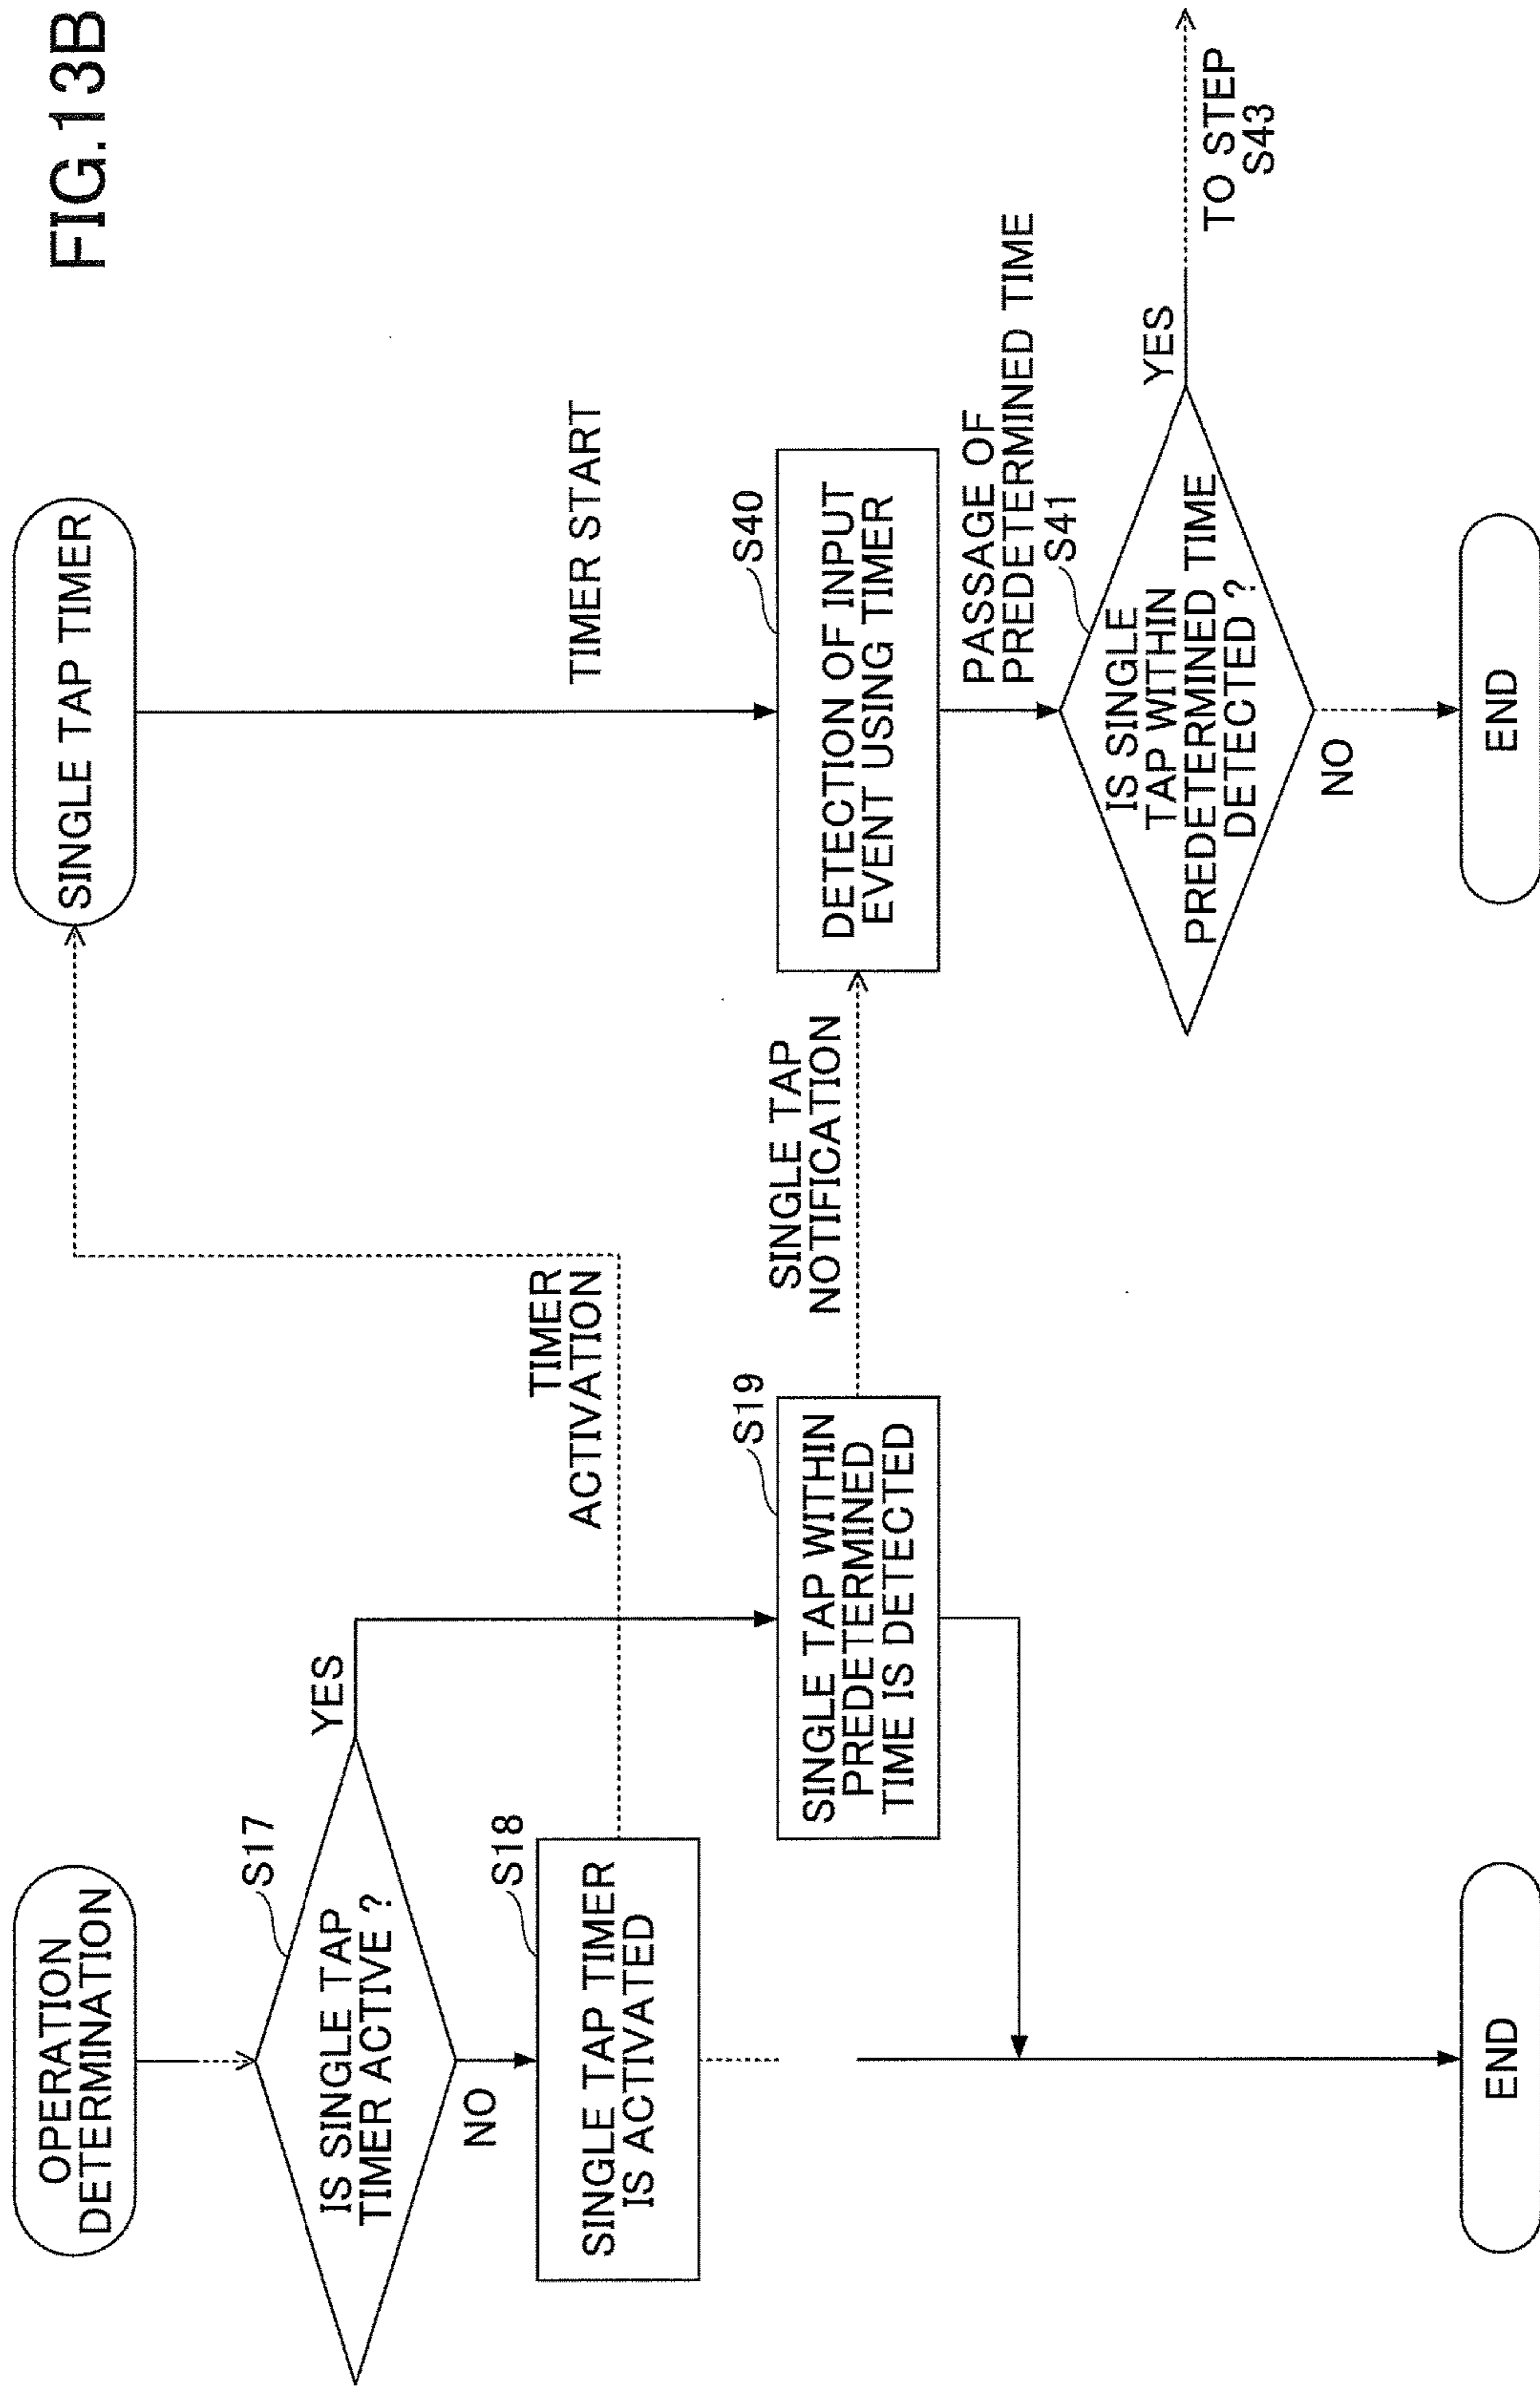 FIG.13B
OPERATION
DETERMINATION
S17
IS SINGLE TAP
TIMER ACTIVE ?
YES
NO
S18
SINGLE TAP TIMER
IS ACTIVATED
TIMER
ACTIVATION
S19
SINGLE TAP WITHIN
PREDETERMINED
TIME IS DETECTED
SINGLE TAP
NOTIFICATION
END
SINGLE TAP TIMER
TIMER START
S40
DETECTION OF INPUT
EVENT USING TIMER
PASSAGE OF
PREDETERMINED TIME
S41
IS SINGLE
TAP WITHIN
PREDETERMINED TIME
DETECTED ?
YES
TO STEP
S43
NO
END